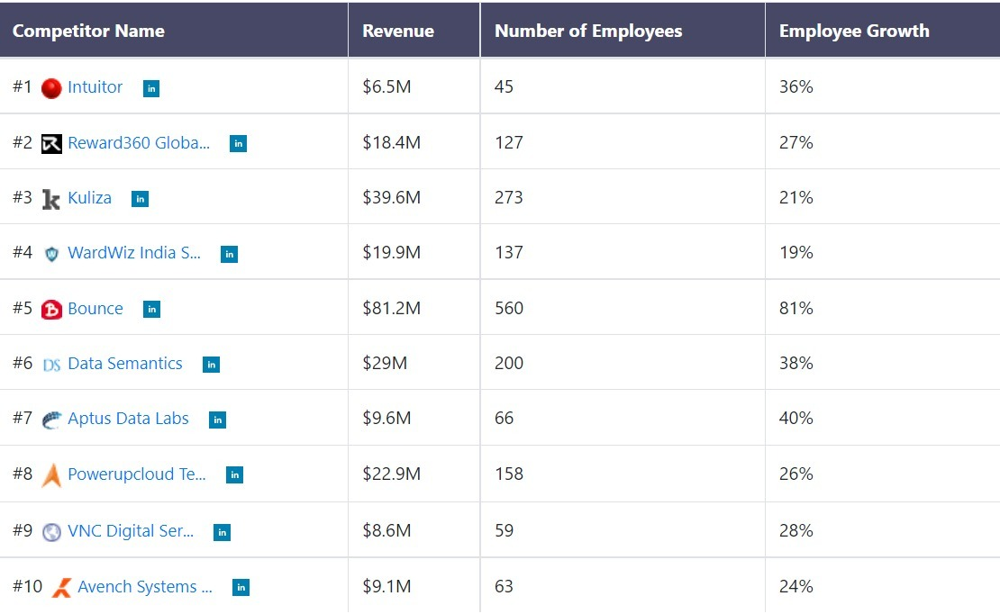 Competitor Name Revenue Number of Employees Employee Growth
#1 Intuitor in $6.5M 45 36%
#2 R Reward360 Globa... in $18.4M 127 27%
#3 k Kuliza in $39.6M 273 21%
#4 WardWiz India S... in $19.9M 137 19%
#5 B Bounce in $81.2M 560 81%
#6 DS Data Semantics in $29M 200 38%
#7 Aptus Data Labs in $9.6M 66 40%
#8 Powerupcloud Te... in $22.9M 158 26%
#9 VNC Digital Ser... in $8.6M 59 28%
#10 Avench Systems ... in $9.1M 63 24%